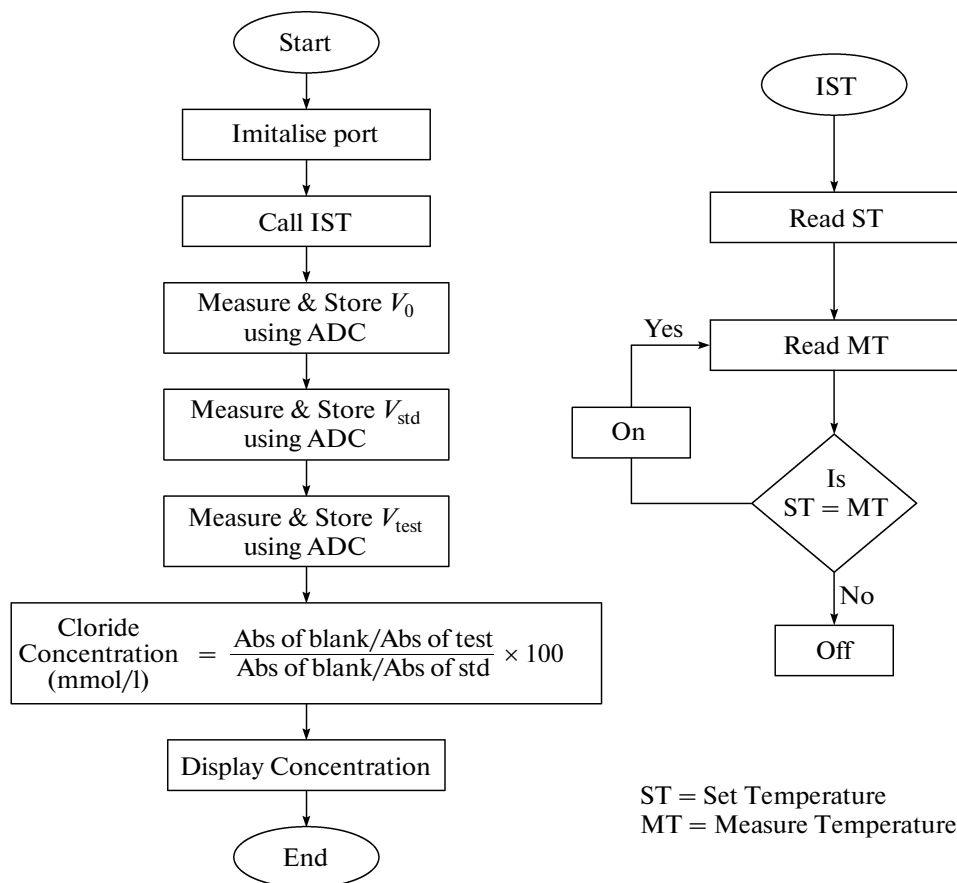 Start
Imitalise port
Call IST
Measure & Store V₀
using ADC
Measure & Store V_std
using ADC
Measure & Store V_test
using ADC
Cloride
Concentration
(mmol/l)
= Abs of blank/Abs of test
Abs of blank/Abs of std × 100
Display Concentration
End
IST
Read ST
Yes
Read MT
On
Is
ST = MT
No
Off
ST = Set Temperature
MT = Measure Temperature